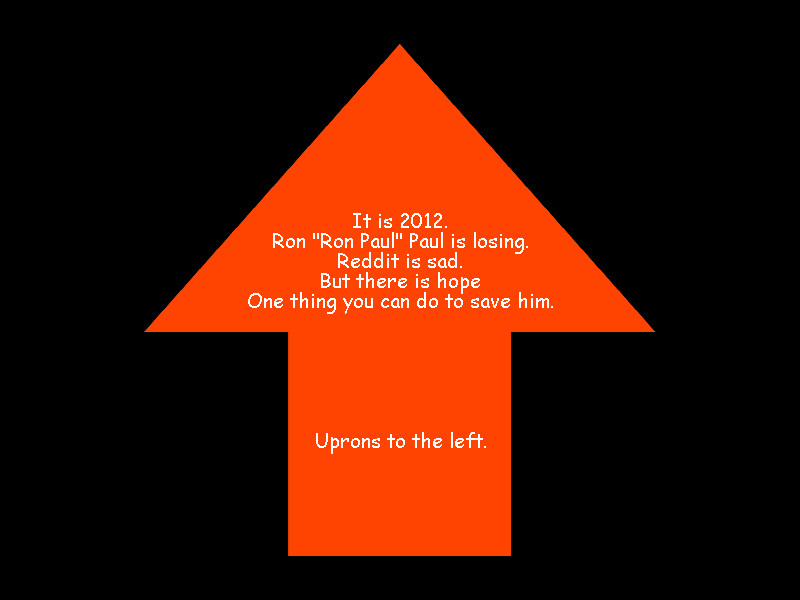 It is 2012.
Ron "Ron Paul" Paul is losing.
Reddit is sad.
But there is hope
One thing you can do to save him.
Uprons to the left.